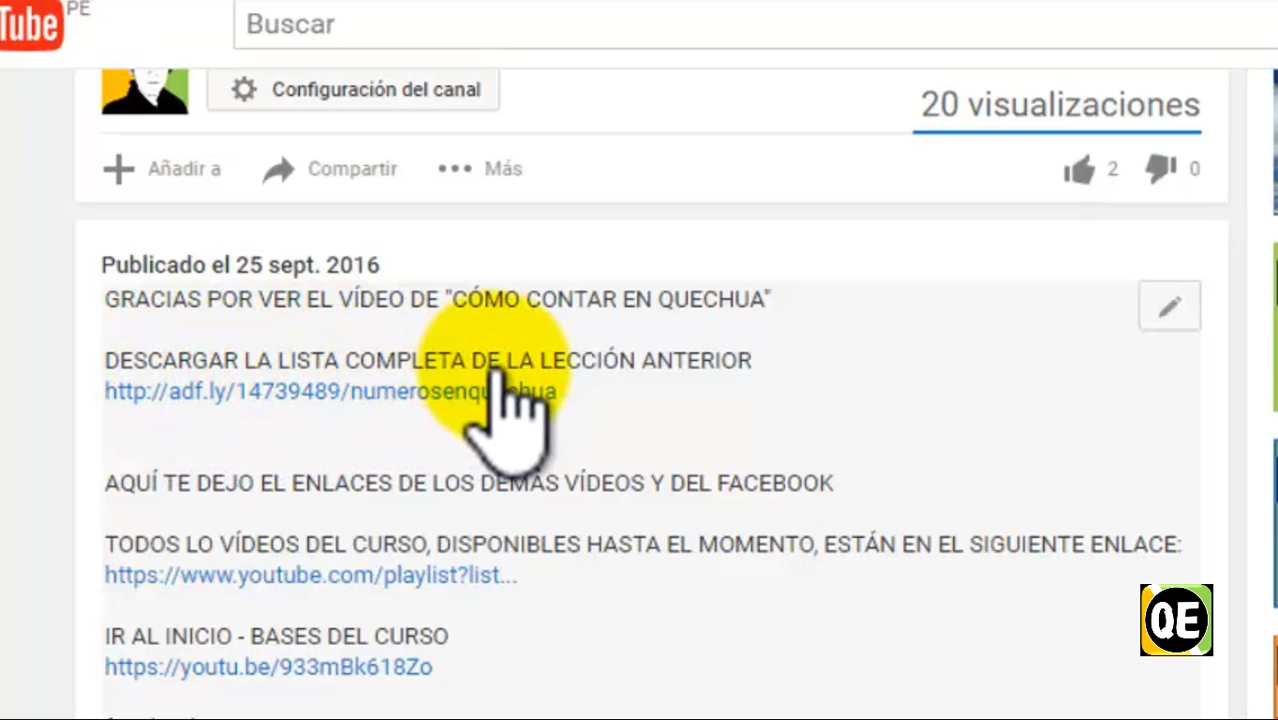 Tube PE
Buscar
Configuración del canal
20 visualizaciones
Añadir a Compartir Más 2 0
Publicado el 25 sept. 2016
GRACIAS POR VER EL VÍDEO DE "CÓMO CONTAR EN QUECHUA"
DESCARGAR LA LISTA COMPLETA DE LA LECCIÓN ANTERIOR
http://adf.ly/14739489/numerosenquechua
AQUÍ TE DEJO EL ENLACES DE LOS DEMÁS VÍDEOS Y DEL FACEBOOK
TODOS LO VÍDEOS DEL CURSO, DISPONIBLES HASTA EL MOMENTO, ESTÁN EN EL SIGUIENTE ENLACE:
https://www.youtube.com/playlist?list...
QE
IR AL INICIO - BASES DEL CURSO
https://youtu.be/933mBk618Zo